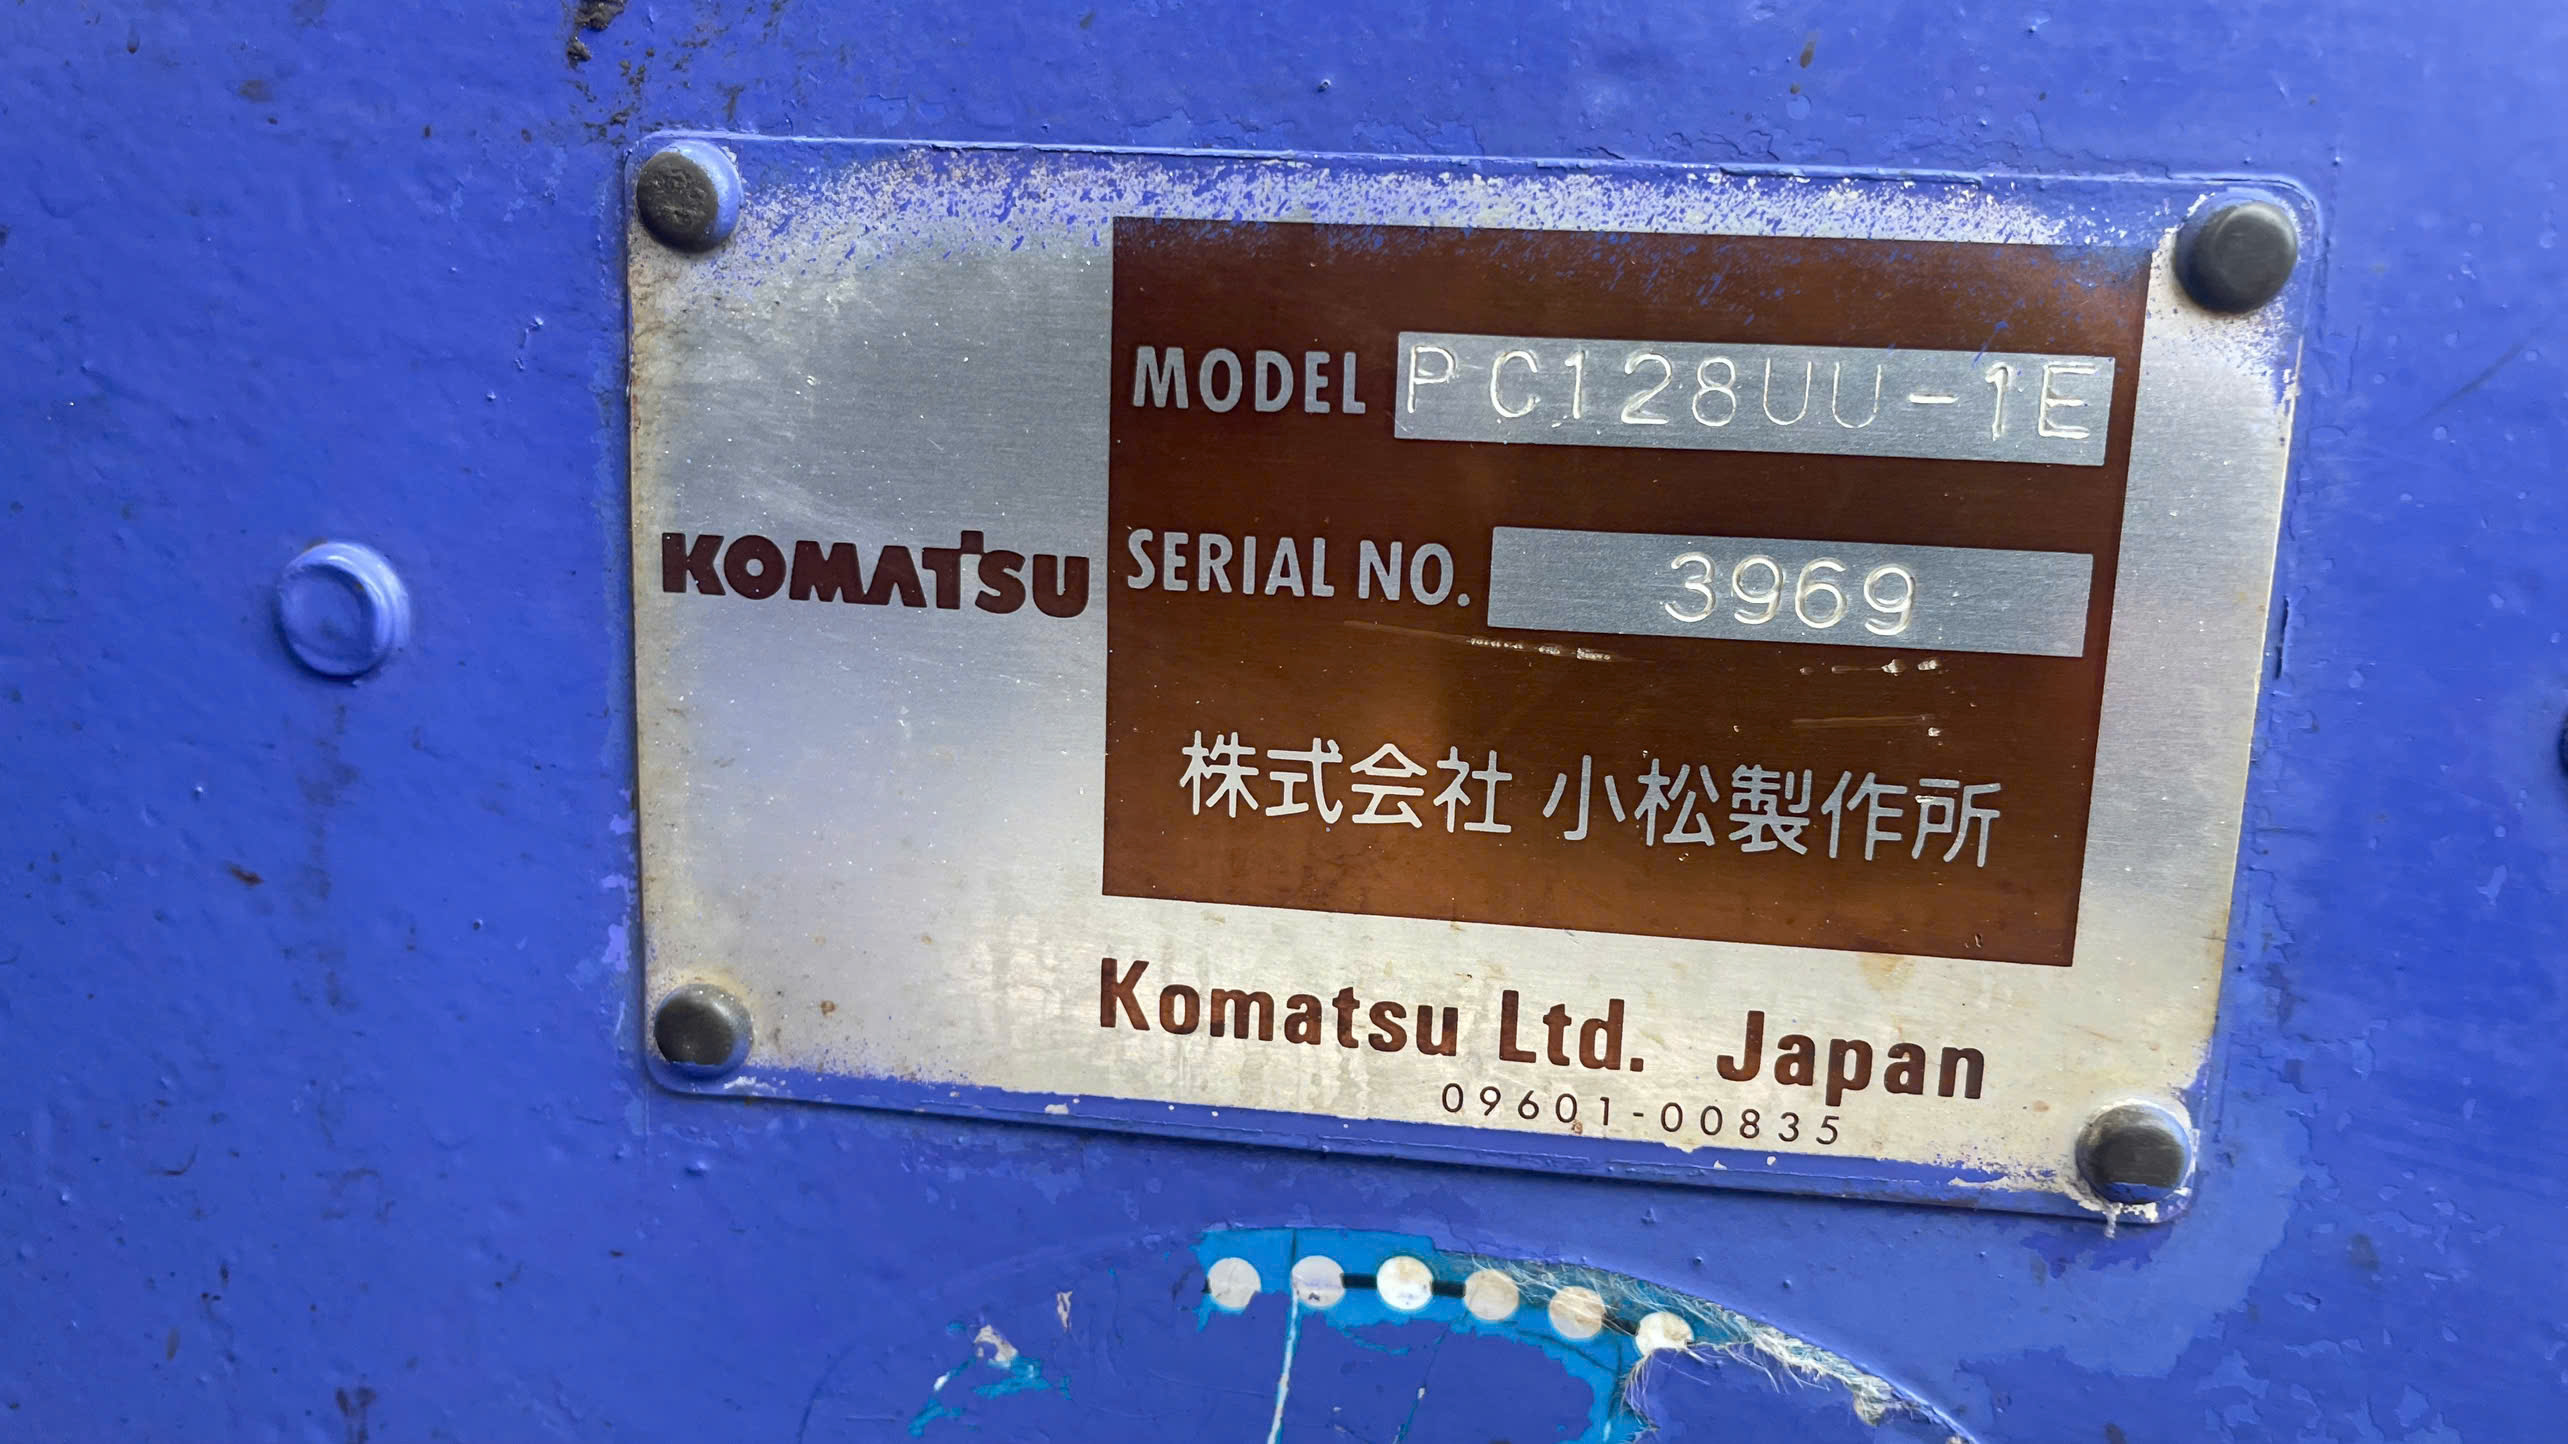 KOMATSU
MODEL PC128UU-1E
SERIAL NO. 3969
株式会社 小松製作所
Komatsu Ltd. Japan
09601-00835